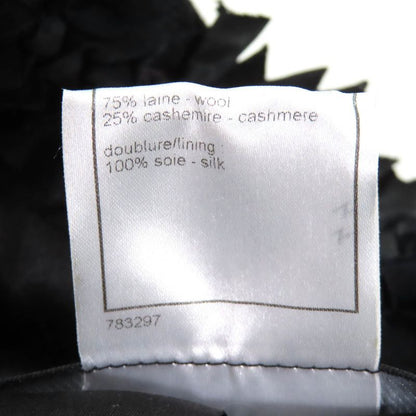 75% laine - wool
25% cashemire - cashmere
doublure/lining :
100% soie - silk
783297